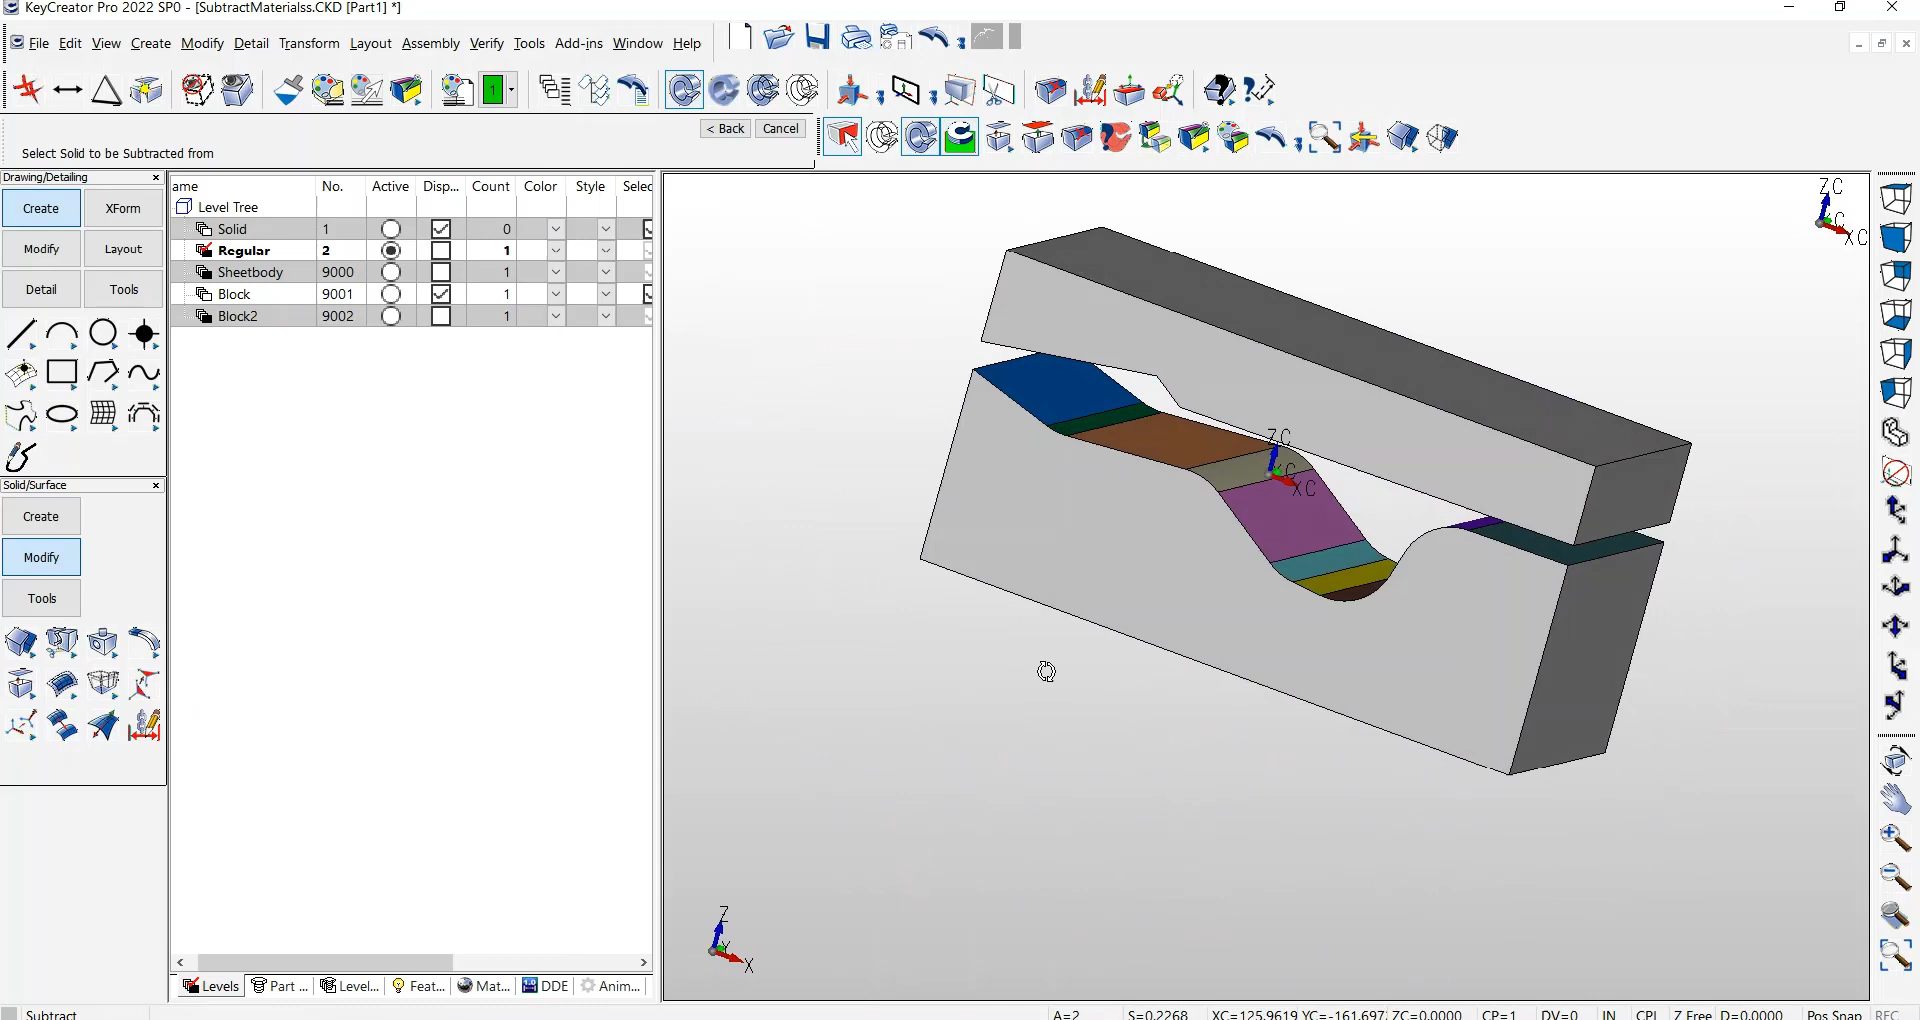 KeyCreator Pro 2022 SP0 - [SubtractMaterialss.CKD [Part1] *]
File Edit View Create Modify Detail Transform Layout Assembly Verify Tools Add-ins Window Help
1
< Back Cancel
Select Solid to be Subtracted from
Drawing/Detailing ×
Create XForm
Modify Layout
Detail Tools
Solid/Surface ×
Create
Modify
Tools
ame No. Active Disp... Count Color Style Selec
Level Tree
Solid 1 0
Regular 2 1
Sheetbody 9000 1
Block 9001 1
Block2 9002 1
Levels Part ... Level... Feat... Mat... DDE Anim...
ZC
XC
ZC
XC
Z
X
Subtract A=2 S=0.2268 XC=125.9619 YC=-161.697 ZC=0.0000 CP=1 DV=0 IN CPL Z Free D=0.0000 Pos Snap REC